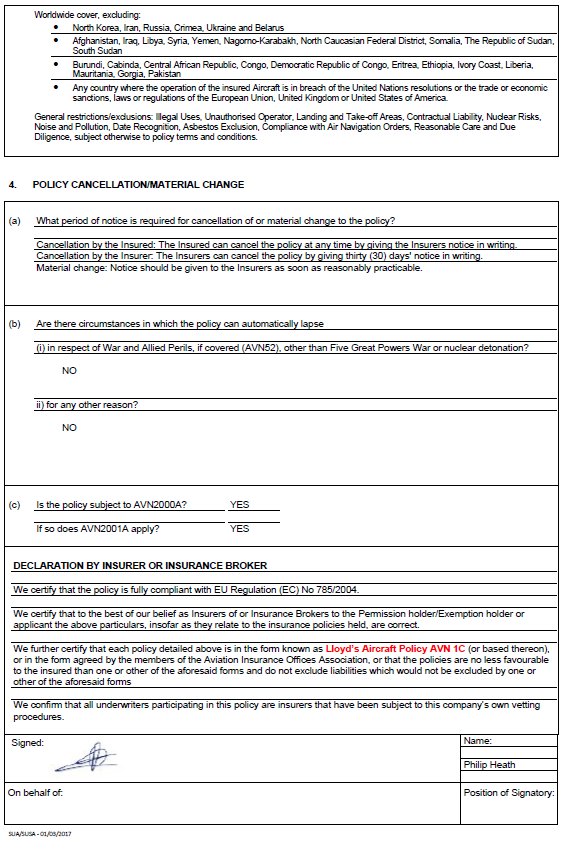 Worldwide cover, excluding:
• North Korea, Iran, Russia, Crimea, Ukraine and Belarus
• Afghanistan, Iraq, Libya, Syria, Yemen, Nagorno-Karabakh, North Caucasian Federal District, Somalia, The Republic of Sudan,
South Sudan
• Burundi, Cabinda, Central African Republic, Congo, Democratic Republic of Congo, Eritrea, Ethiopia, Ivory Coast, Liberia,
Mauritania, Gorgia, Pakistan
• Any country where the operation of the insured Aircraft is in breach of the United Nations resolutions or the trade or economic
sanctions, laws or regulations of the European Union, United Kingdom or United States of America.
General restrictions/exclusions: Illegal Uses, Unauthorised Operator, Landing and Take-off Areas, Contractual Liability, Nuclear Risks,
Noise and Pollution, Date Recognition, Asbestos Exclusion, Compliance with Air Navigation Orders, Reasonable Care and Due
Diligence, subject otherwise to policy terms and conditions.
4. POLICY CANCELLATION/MATERIAL CHANGE
(a) What period of notice is required for cancellation of or material change to the policy?
Cancellation by the Insured: The Insured can cancel the policy at any time by giving the Insurers notice in writing.
Cancellation by the Insurer: The Insurers can cancel the policy by giving thirty (30) days' notice in writing.
Material change: Notice should be given to the Insurers as soon as reasonably practicable.
(b) Are there circumstances in which the policy can automatically lapse
(i) in respect of War and Allied Perils, if covered (AVN52), other than Five Great Powers War or nuclear detonation?
NO
ii) for any other reason?
NO
(c) Is the policy subject to AVN2000A? YES
If so does AVN2001A apply? YES
DECLARATION BY INSURER OR INSURANCE BROKER
We certify that the policy is fully compliant with EU Regulation (EC) No 785/2004.
We certify that to the best of our belief as Insurers of or Insurance Brokers to the Permission holder/Exemption holder or
applicant the above particulars, insofar as they relate to the insurance policies held, are correct.
We further certify that each policy detailed above is in the form known as Lloyd's Aircraft Policy AVN 1C (or based thereon),
or in the form agreed by the members of the Aviation Insurance Offices Association, or that the policies are no less favourable
to the insured than one or other of the aforesaid forms and do not exclude liabilities which would not be excluded by one or
other of the aforesaid forms
We confirm that all underwriters participating in this policy are insurers that have been subject to this company's own vetting
procedures.
Signed:
Name:
Philip Heath
On behalf of:
Position of Signatory:
SUA/SUSA - 01/03/2017